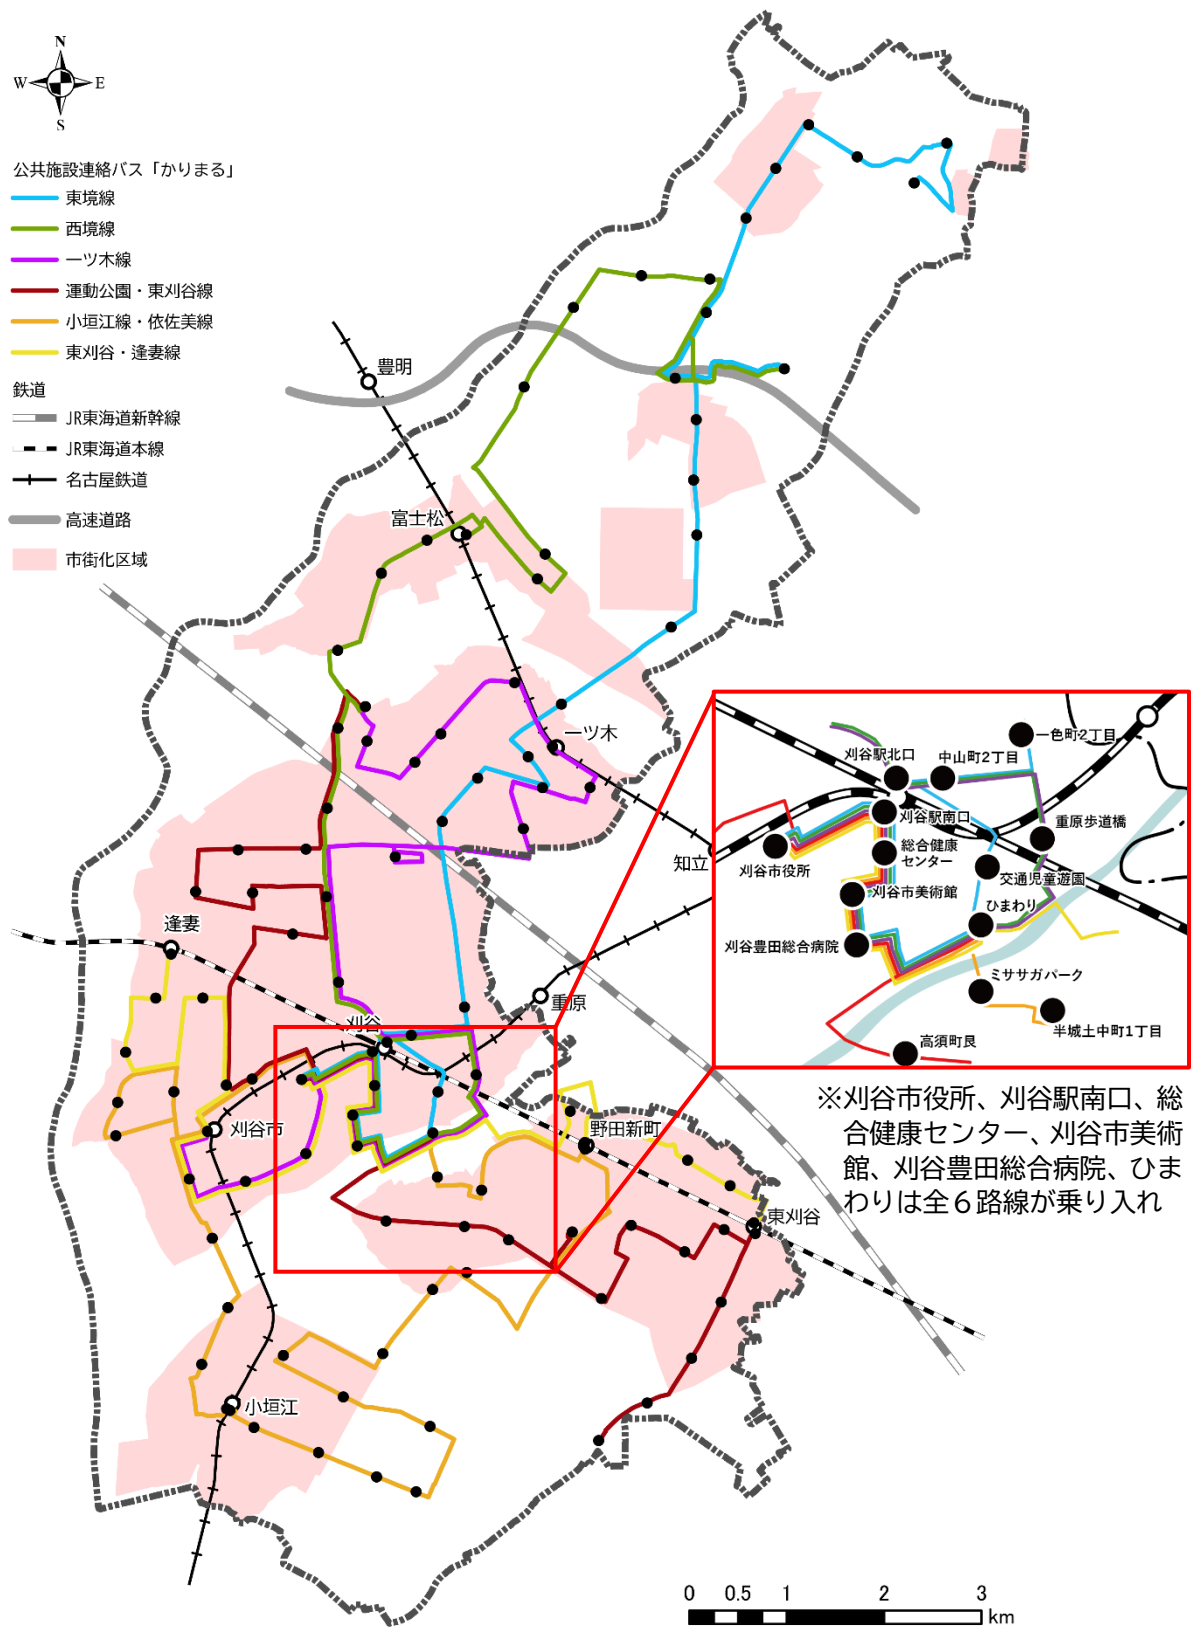 N
W
E
S
公共施設連絡バス「かりまる」
東境線
西境線
一ツ木線
運動公園・東刈谷線
小垣江線・依佐美線
東刈谷・逢妻線
鉄道
JR東海道新幹線
JR東海道本線
名古屋鉄道
高速道路
市街化区域
豊明
富士松
一ツ木
知立
逢妻
重原
刈谷
刈谷市
野田新町
東刈谷
小垣江
一色町2丁目
刈谷駅北口
中山町2丁目
刈谷駅南口
重原歩道橋
総合健康
センター
刈谷市役所
交通児童遊園
刈谷市美術館
ひまわり
刈谷豊田総合病院
ミササガパーク
半城土中町1丁目
高須町艮
※刈谷市役所、刈谷駅南口、総
合健康センター、刈谷市美術
館、刈谷豊田総合病院、ひま
わりは全６路線が乗り入れ
0 0.5 1 2 3
km